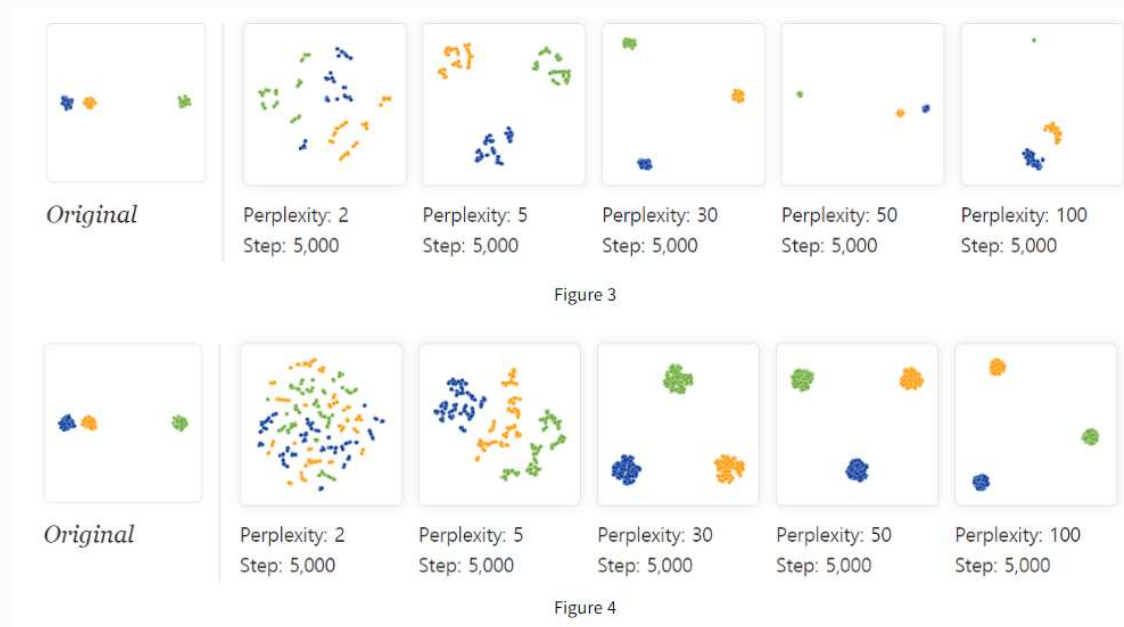 Original
Perplexity: 2
Step: 5,000
Perplexity: 5
Step: 5,000
Perplexity: 30
Step: 5,000
Perplexity: 50
Step: 5,000
Perplexity: 100
Step: 5,000
Figure 3
Original
Perplexity: 2
Step: 5,000
Perplexity: 5
Step: 5,000
Perplexity: 30
Step: 5,000
Perplexity: 50
Step: 5,000
Perplexity: 100
Step: 5,000
Figure 4